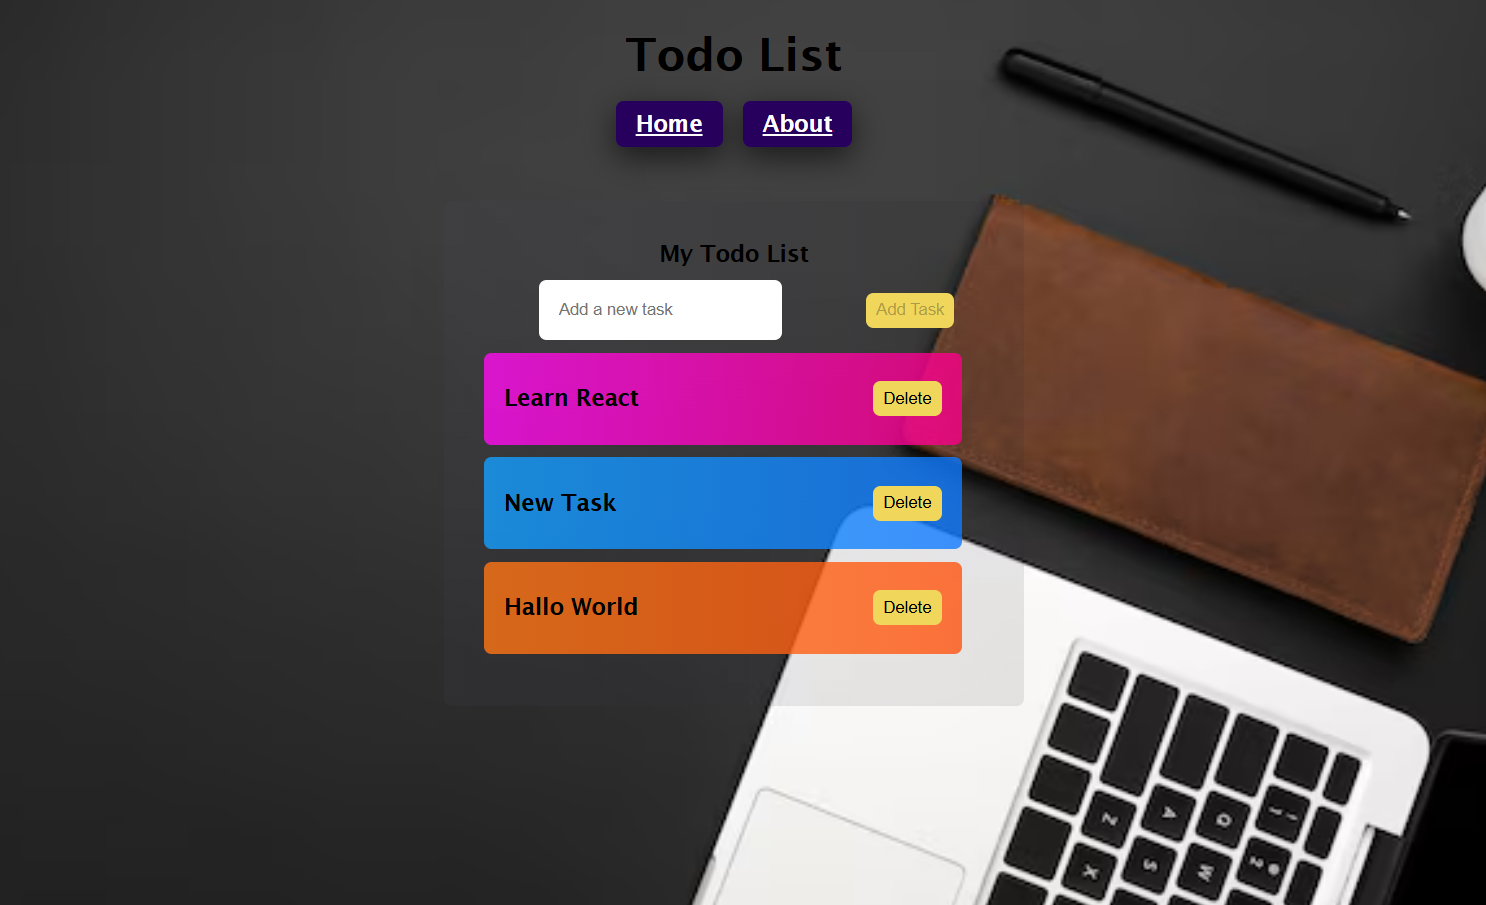 Todo List
Home About
My Todo List
Add a new task Add Task
Learn React Delete
New Task Delete
Hallo World Delete
Z A Q
X S W 2